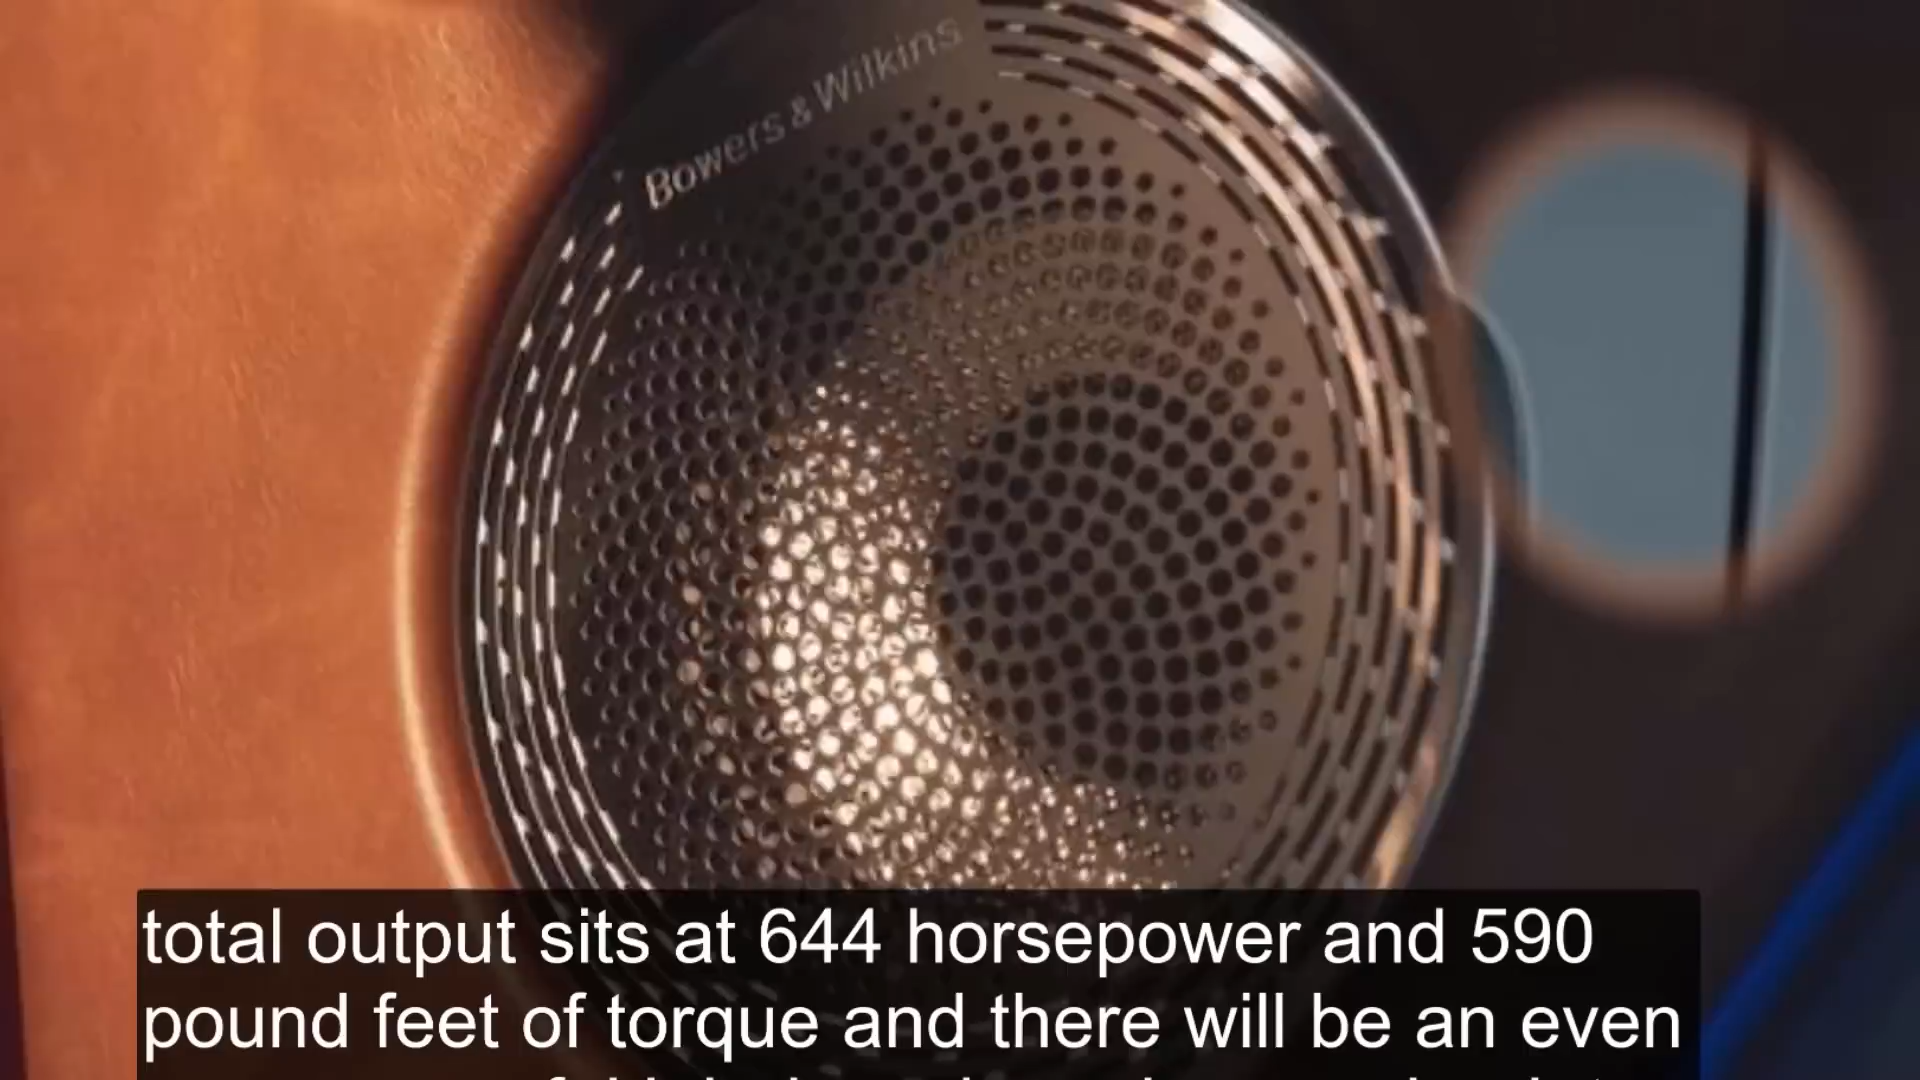 Bowers & Wilkins
total output sits at 644 horsepower and 590
pound feet of torque and there will be an even